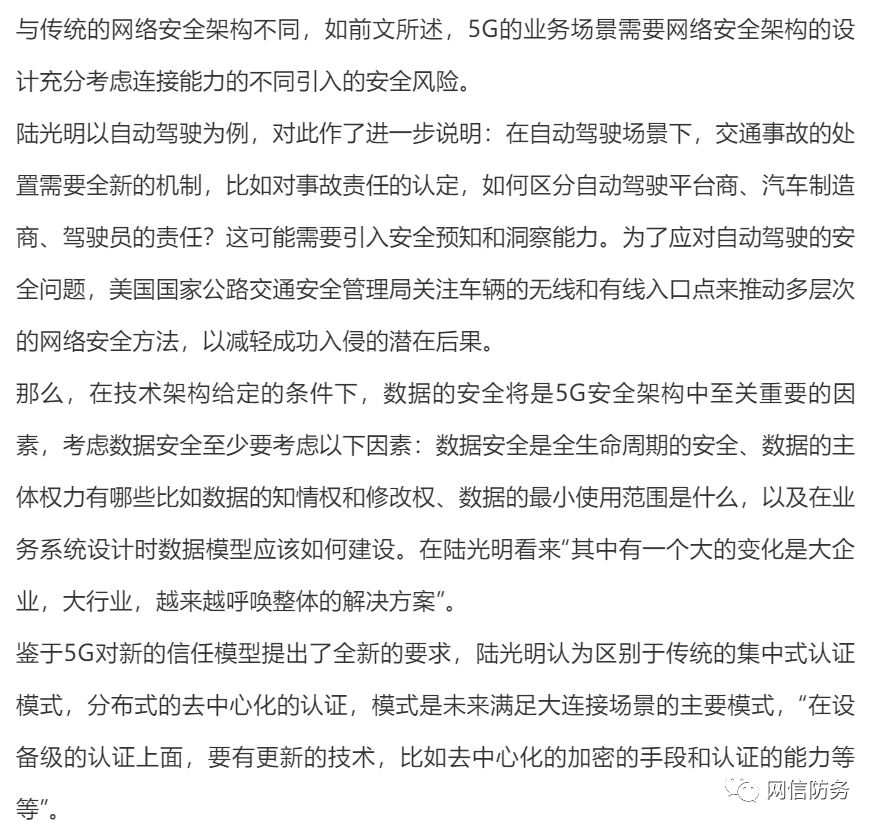 与传统的网络安全架构不同，如前文所述，5G的业务场景需要网络安全架构的设
计充分考虑连接能力的不同引入的安全风险。
陆光明以自动驾驶为例，对此作了进一步说明：在自动驾驶场景下，交通事故的处
置需要全新的机制，比如对事故责任的认定，如何区分自动驾驶平台商、汽车制造
商、驾驶员的责任？这可能需要引入安全预知和洞察能力。为了应对自动驾驶的安
全问题，美国国家公路交通安全管理局关注车辆的无线和有线入口点来推动多层次
的网络安全方法，以减轻成功入侵的潜在后果。
那么，在技术架构给定的条件下，数据的安全将是5G安全架构中至关重要的因
素，考虑数据安全至少要考虑以下因素：数据安全是全生命周期的安全、数据的主
体权力有哪些比如数据的知情权和修改权、数据的最小使用范围是什么，以及在业
务系统设计时数据模型应该如何建设。在陆光明看来“其中有一个大的变化是大企
业，大行业，越来越呼唤整体的解决方案”。
鉴于5G对新的信任模型提出了全新的要求，陆光明认为区别于传统的集中式认证
模式，分布式的去中心化的认证，模式是未来满足大连接场景的主要模式，“在设
备级的认证上面，要有更新的技术，比如去中心化的加密的手段和认证的能力等
等”。
网信防务